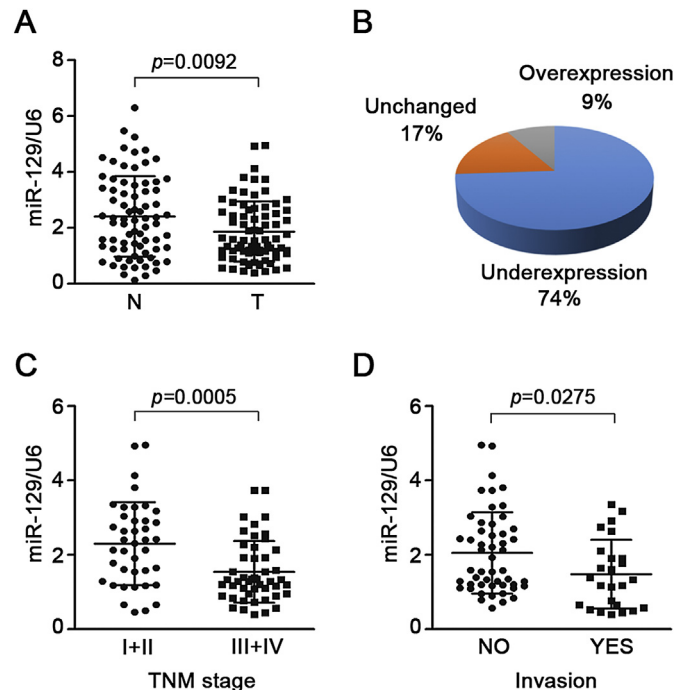 A
8
6
4
2
0
miR-129/U6
p=0.0092
N
T
B
Overexpression
9%
Unchanged
17%
Underexpression
74%
C
6
4
2
0
miR-129/U6
p=0.0005
I+II
III+IV
TNM stage
D
6
4
2
0
miR-129/U6
p=0.0275
NO
YES
Invasion